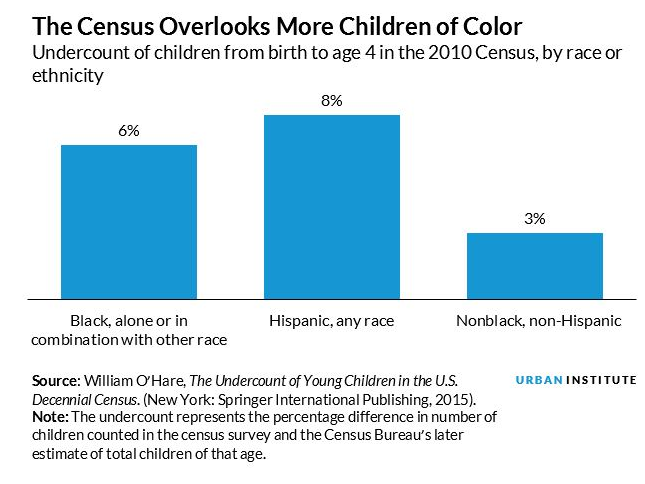 The Census Overlooks More Children of Color
Undercount of children from birth to age 4 in the 2010 Census, by race or
ethnicity
6%
8%
3%
Black, alone or in
combination with other race
Hispanic, any race
Nonblack, non-Hispanic
Source: William O'Hare, The Undercount of Young Children in the U.S.
Decennial Census. (New York: Springer International Publishing, 2015).
Note: The undercount represents the percentage difference in number of
children counted in the census survey and the Census Bureau's later
estimate of total children of that age.
URBAN INSTITUTE